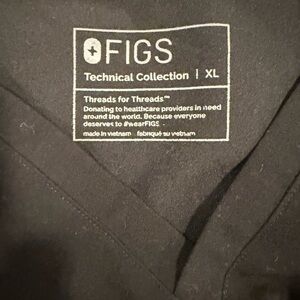 FIGS
Technical Collection | XL
Threads for Threads™
Donating to healthcare providers in need
around the world. Because everyone
deserves to #wearFIGS.
made in vietnam fabriqué au vietnam